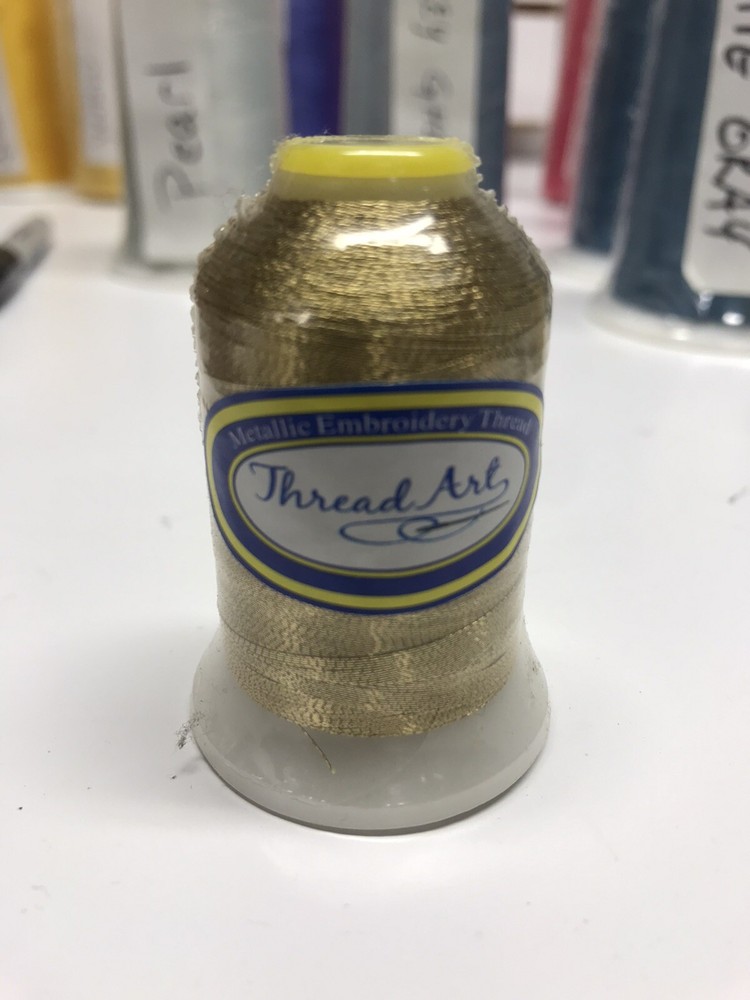 Pearl
GRAY
Metallic Embroidery Thread
Thread Art